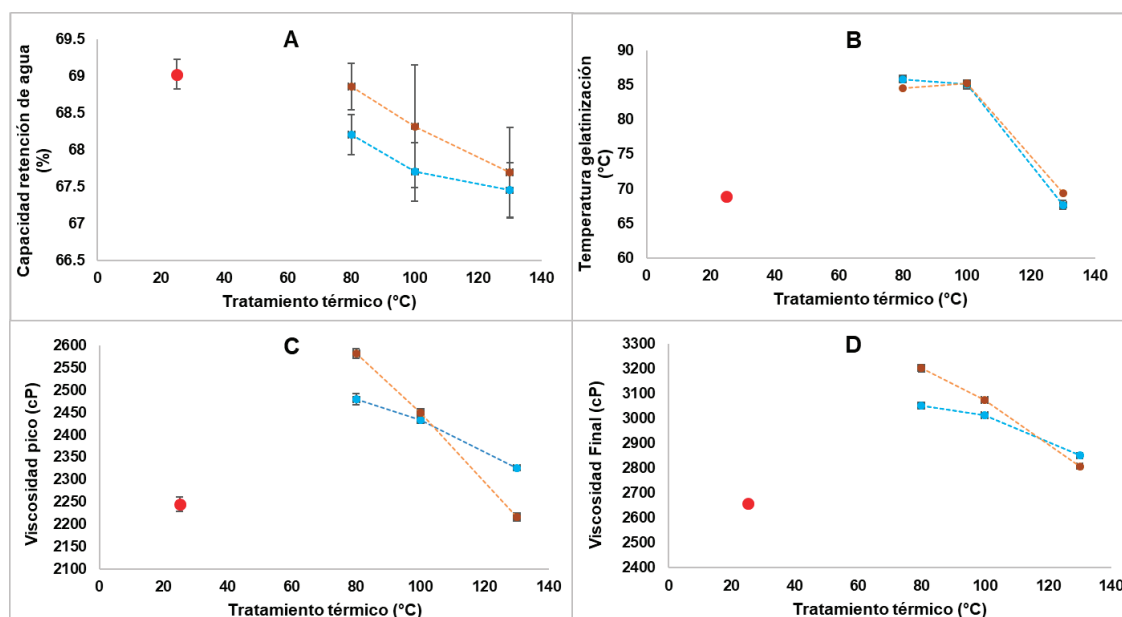 A
Capacidad retención de agua
(%)
69.5
69
68.5
68
67.5
67
66.5
0 20 40 60 80 100 120 140
Tratamiento térmico (°C)
B
Temperatura gelatinización
(°C)
90
85
80
75
70
65
60
0 20 40 60 80 100 120 140
Tratamiento térmico (°C)
C
Viscosidad pico (cP)
2600
2550
2500
2450
2400
2350
2300
2250
2200
2150
2100
0 20 40 60 80 100 120 140
Tratamiento térmico (°C)
D
Viscosidad Final (cP)
3300
3200
3100
3000
2900
2800
2700
2600
2500
2400
0 20 40 60 80 100 120 140
Tratamiento térmico (°C)